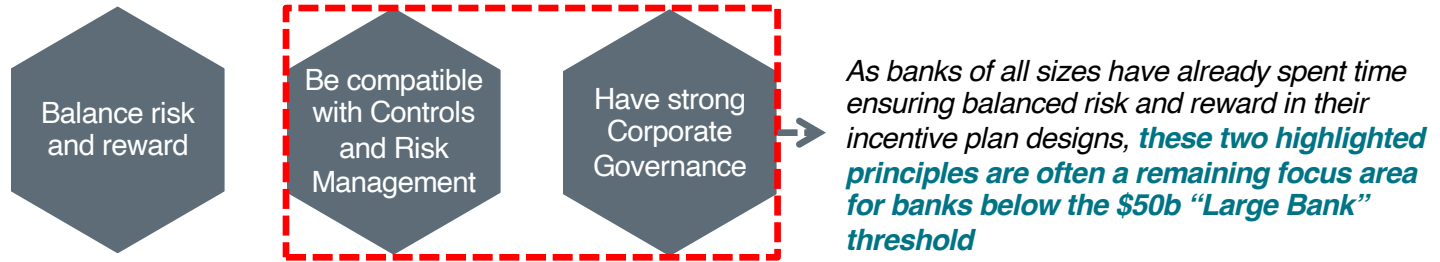 Balance risk
and reward
Be compatible
with Controls
and Risk
Management
Have strong
Corporate
Governance
As banks of all sizes have already spent time
ensuring balanced risk and reward in their
incentive plan designs, these two highlighted
principles are often a remaining focus area
for banks below the $50b “Large Bank”
threshold